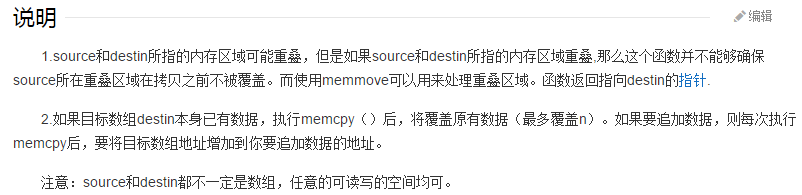 说明
编辑
1.source和destin所指的内存区域可能重叠，但是如果source和destin所指的内存区域重叠,那么这个函数并不能够确保
source所在重叠区域在拷贝之前不被覆盖。而使用memmove可以用来处理重叠区域。函数返回指向destin的指针.
2.如果目标数组destin本身已有数据，执行memcpy（）后，将覆盖原有数据（最多覆盖n）。如果要追加数据，则每次执行
memcpy后，要将目标数组地址增加到你要追加数据的地址。
注意：source和destin都不一定是数组，任意的可读写的空间均可。